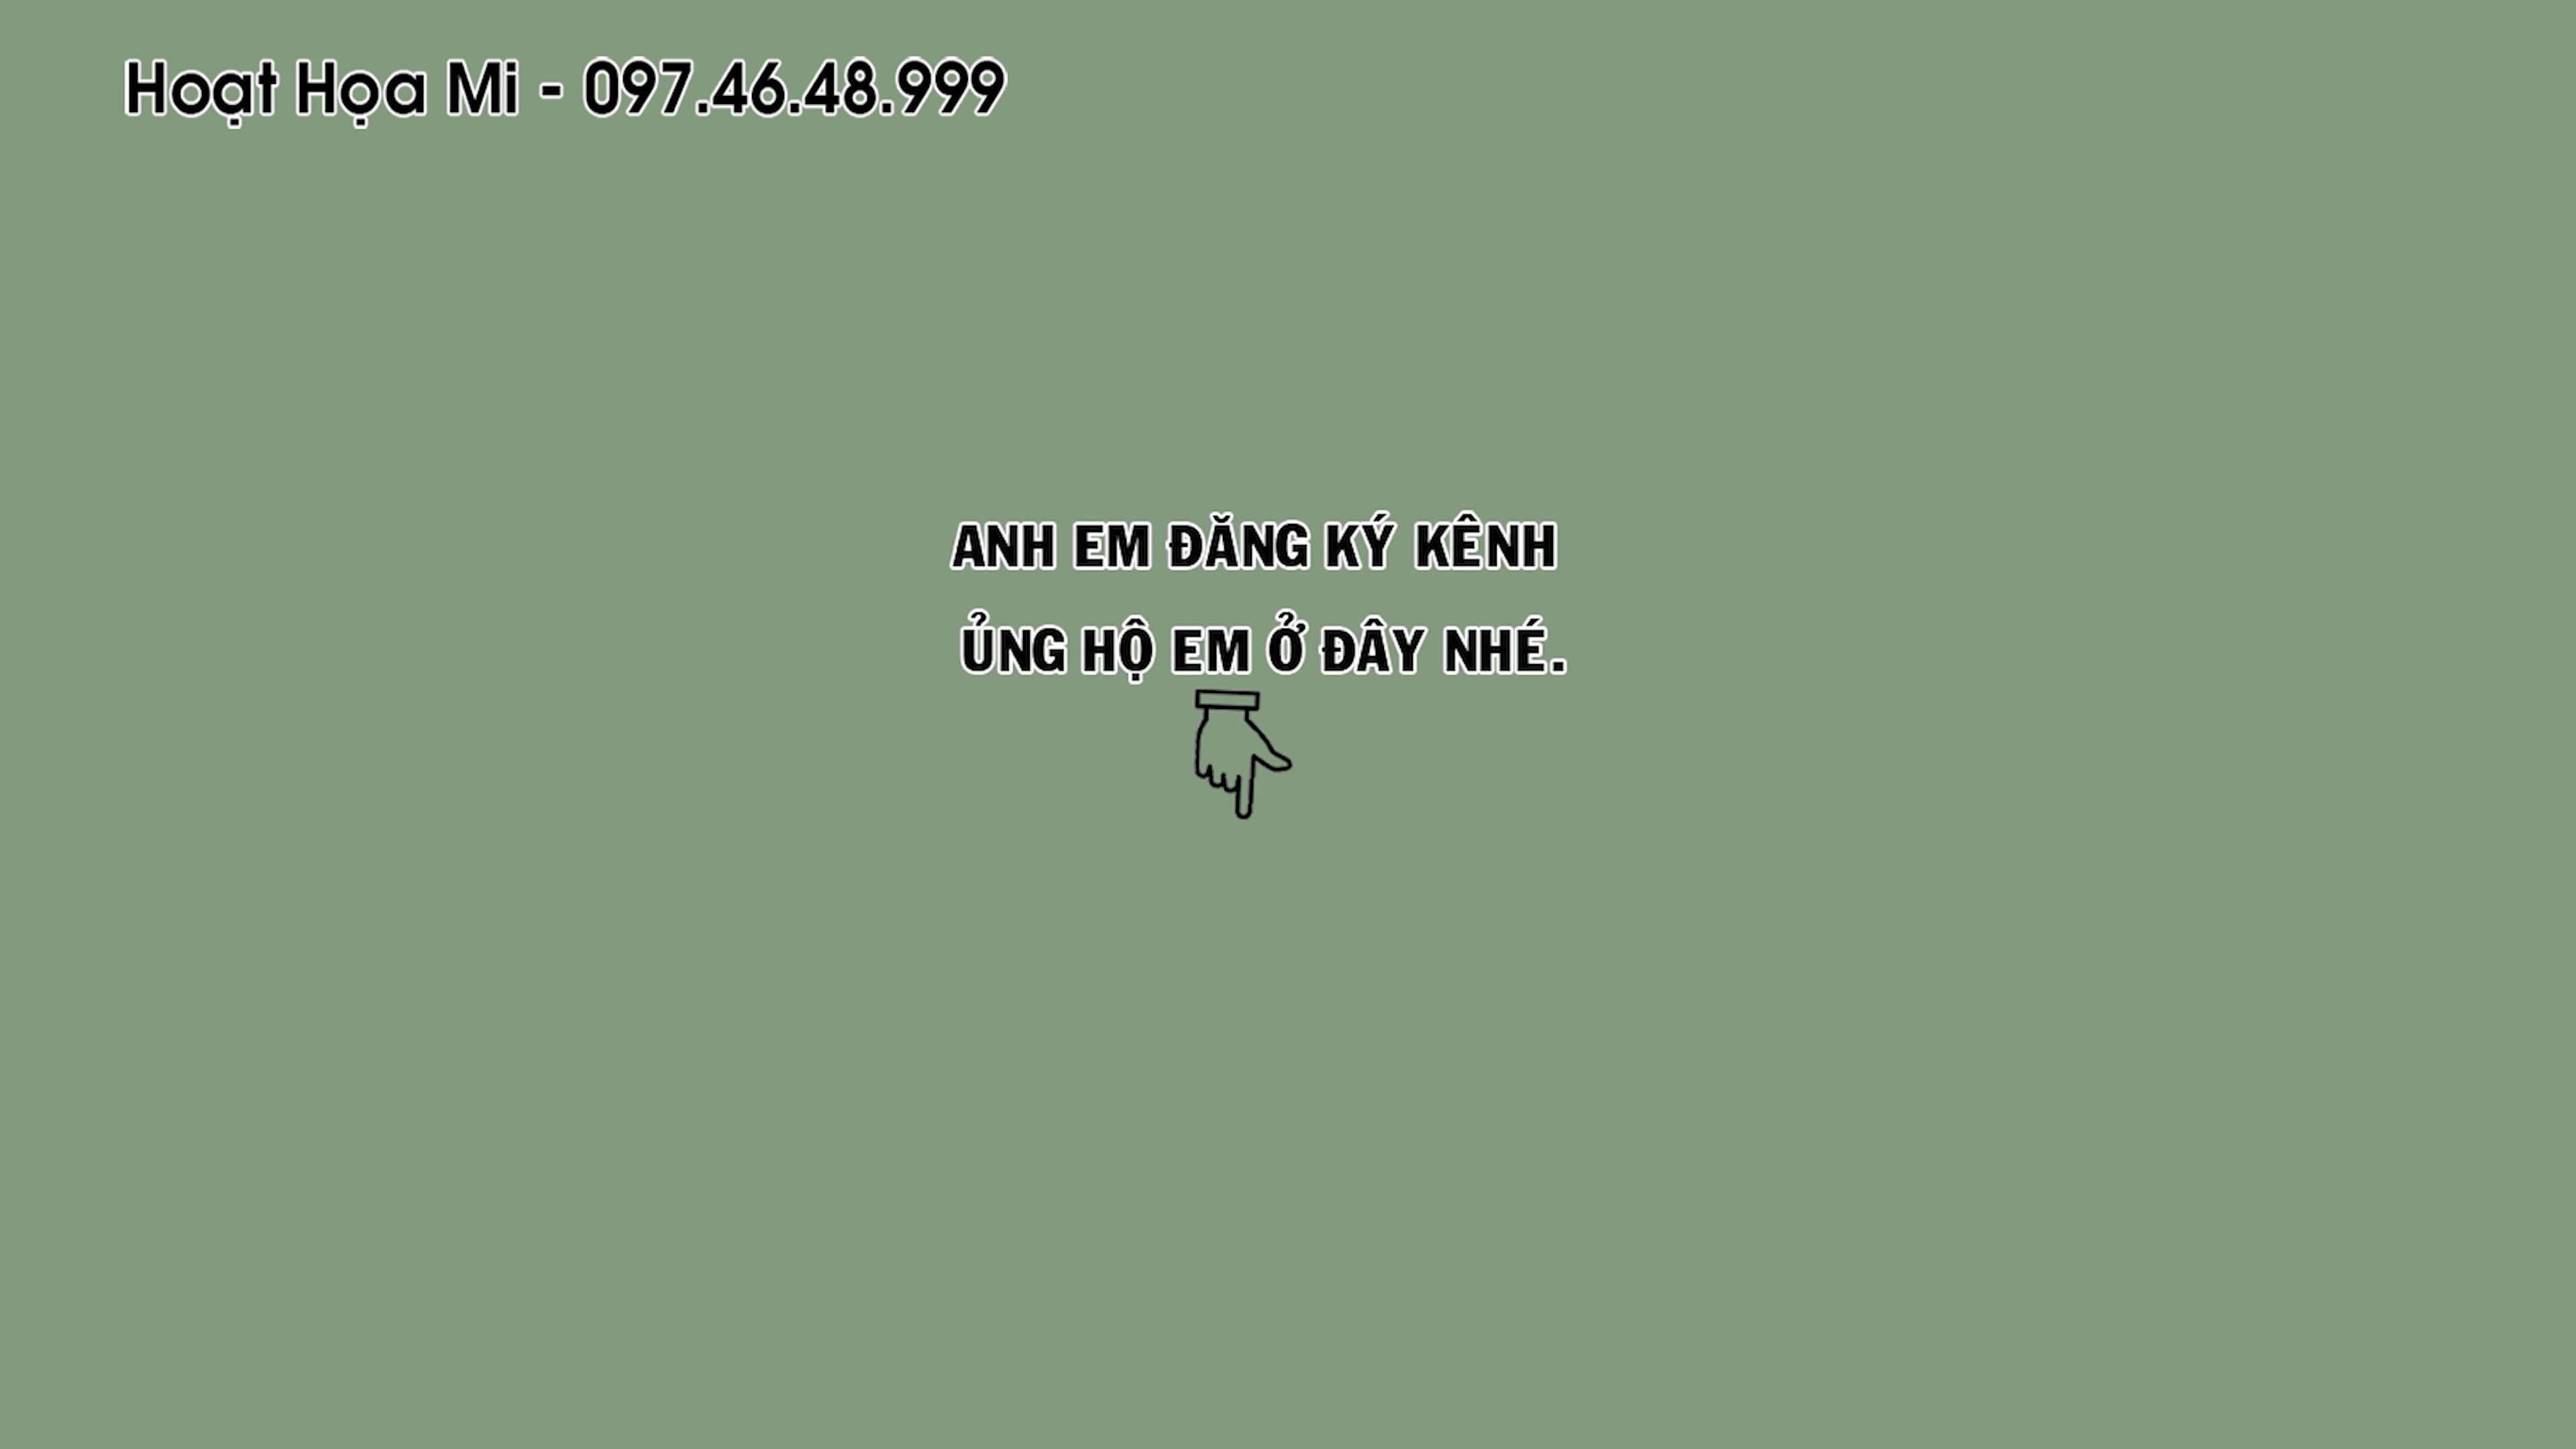 Hoạt Họa Mi - 097.46.48.999
ANH EM ĐĂNG KÝ KÊNH
ỦNG HỘ EM Ở ĐÂY NHÉ.